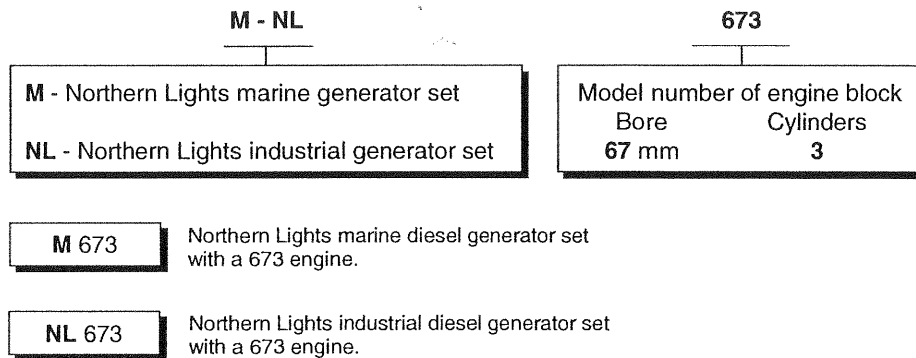 M - NL
673
M - Northern Lights marine generator set
NL - Northern Lights industrial generator set
Model number of engine block
Bore Cylinders
67 mm 3
M 673
Northern Lights marine diesel generator set
with a 673 engine.
NL 673
Northern Lights industrial diesel generator set
with a 673 engine.